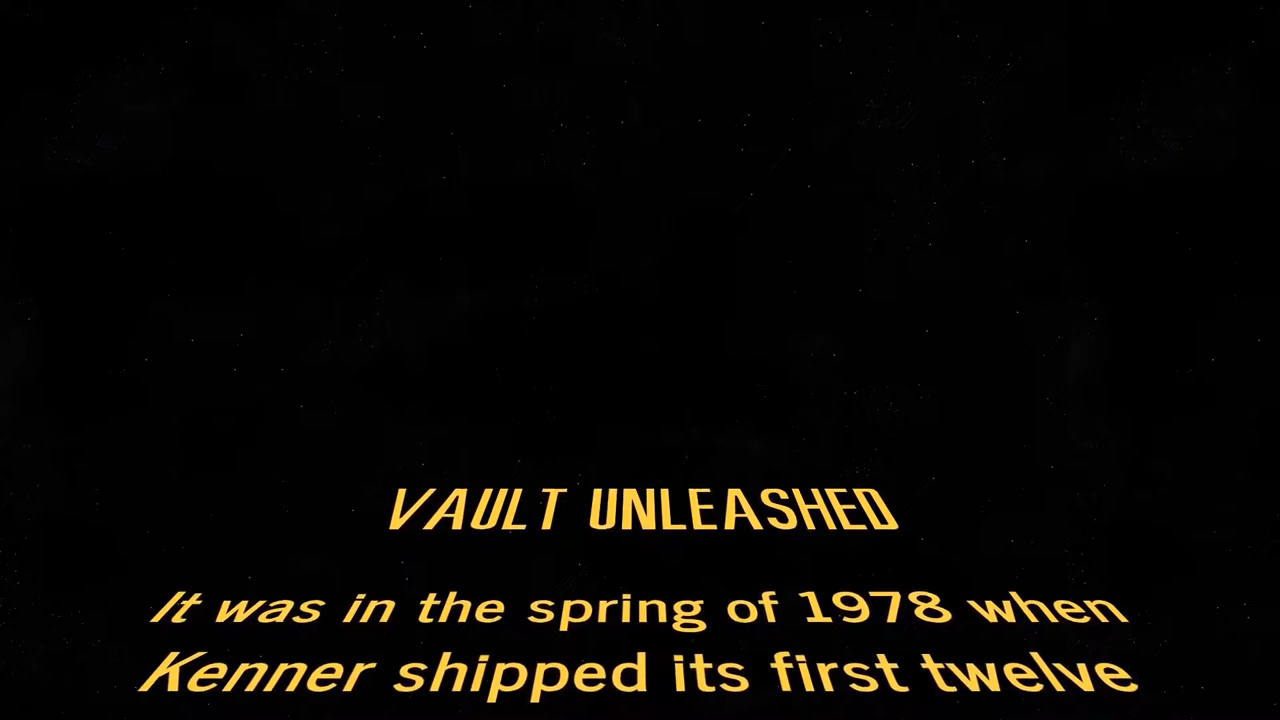 VAULT UNLEASHED
It was in the spring of 1978 when
Kenner shipped its first twelve